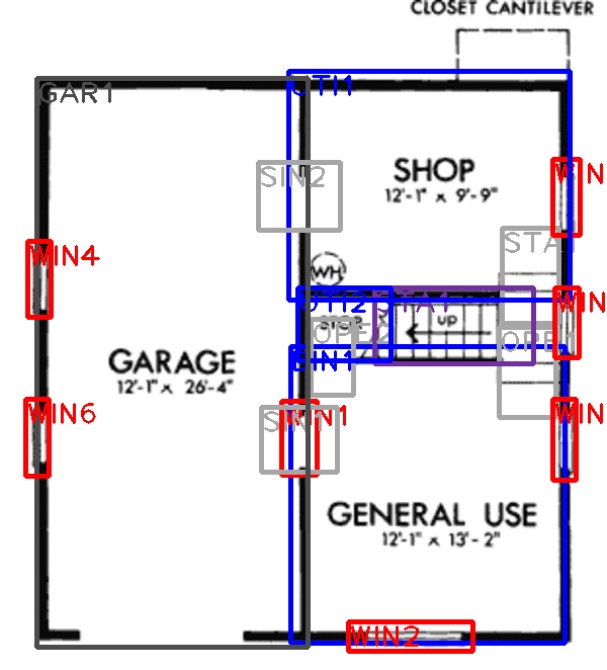 CLOSET CANTILEVER
GAR1
UTI1
SIN2
SHOP
12'-1" x 9'-9"
WIN
STA
WIN4
WH
UTI2
STA1
WIN
STOR
OPE
UP
OPE
SIN1
GARAGE
12'-1" x 26'-4"
WIN6
WIN1
WIN
GENERAL USE
12'-1" x 13'-2"
WIN2